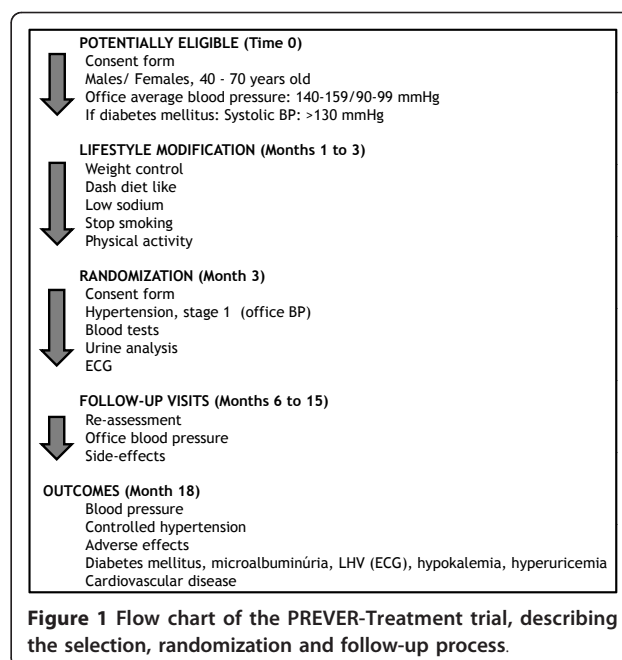 POTENTIALLY ELIGIBLE (Time 0)
Consent form
Males/ Females, 40 - 70 years old
Office average blood pressure: 140-159/90-99 mmHg
If diabetes mellitus: Systolic BP: >130 mmHg
LIFESTYLE MODIFICATION (Months 1 to 3)
Weight control
Dash diet like
Low sodium
Stop smoking
Physical activity
RANDOMIZATION (Month 3)
Consent form
Hypertension, stage 1 (office BP)
Blood tests
Urine analysis
ECG
FOLLOW-UP VISITS (Months 6 to 15)
Re-assessment
Office blood pressure
Side-effects
OUTCOMES (Month 18)
Blood pressure
Controlled hypertension
Adverse effects
Diabetes mellitus, microalbuminúria, LHV (ECG), hypokalemia, hyperuricemia
Cardiovascular disease
Figure 1 Flow chart of the PREVER-Treatment trial, describing
the selection, randomization and follow-up process.